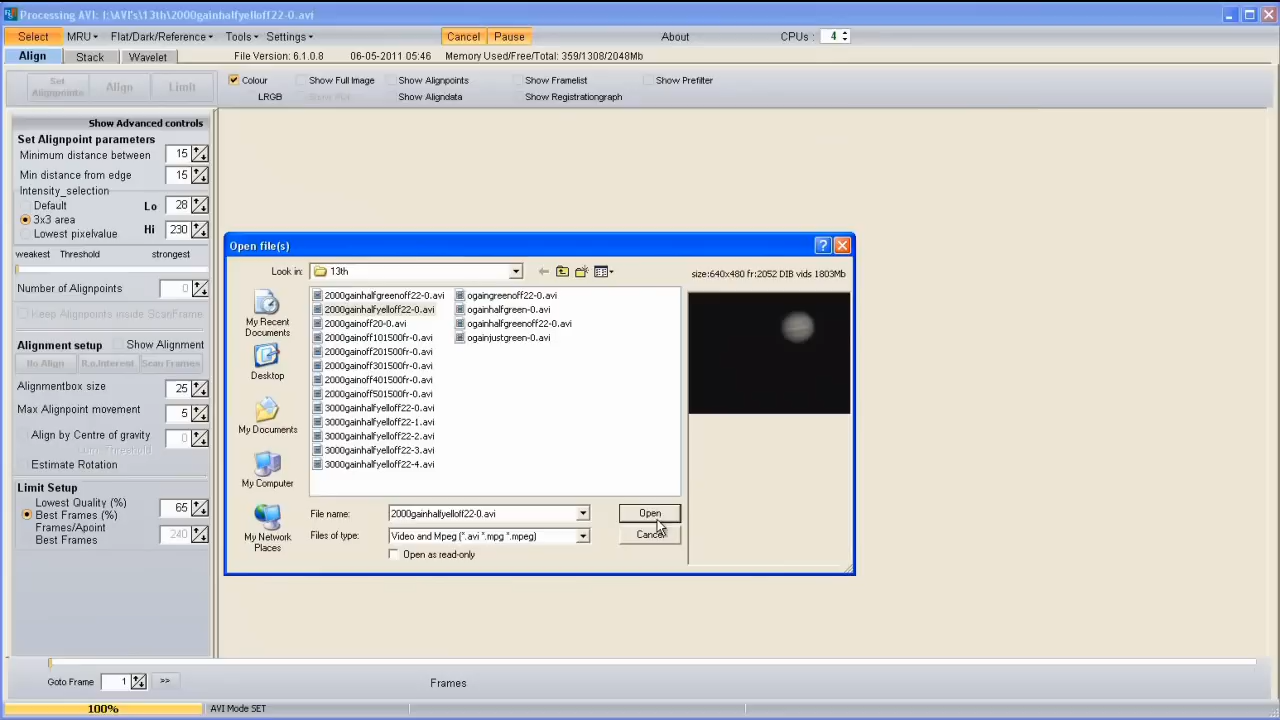 Processing AVI: I:\AVI's\13th\2000gainhalfyelloff22-0.avi
Select MRU Flat/Dark/Reference Tools Settings Cancel Pause About CPUs: 4
Align Stack Wavelet File Version: 6.1.0.8 06-05-2011 05:46 Memory Used/Free/Total: 359/1308/2048Mb
Set Alignpoints Align Limit
Colour Show Full Image Show Alignpoints Show Framelist Show Prefilter
LRGB Show Aligndata Show Registrationgraph
Show Advanced controls
Set Alignpoint parameters
Minimum distance between 15
Min distance from edge 15
Intensity_selection
Default Lo 28
3x3 area
Lowest pixelvalue Hi 230
weakest Threshold strongest
Number of Alignpoints 0
Keep Alignpoints inside ScanFrame
Alignment setup Show Alignment
No Align R.o.Interest Scan Frames
Alignmentbox size 25
Max Alignpoint movement 5
Align by Centre of gravity 0
Threshold
Estimate Rotation
Limit Setup
Lowest Quality (%) 65
Best Frames (%)
Frames/Apoint 240
Best Frames
Open file(s)
Look in: 13th
size:640x480 fr:2052 DIB vids 1803Mb
My Recent Documents
Desktop
My Documents
My Computer
My Network Places
2000gainhalfgreenoff22-0.avi
2000gainhalfyelloff22-0.avi
2000gainoff20-0.avi
2000gainoff101500fr-0.avi
2000gainoff201500fr-0.avi
2000gainoff301500fr-0.avi
2000gainoff401500fr-0.avi
2000gainoff501500fr-0.avi
3000gainhalfyelloff22-0.avi
3000gainhalfyelloff22-1.avi
3000gainhalfyelloff22-2.avi
3000gainhalfyelloff22-3.avi
3000gainhalfyelloff22-4.avi
ogaingreenoff22-0.avi
ogainhalfgreen-0.avi
ogainhalfgreenoff22-0.avi
ogainjustgreen-0.avi
File name: 2000gainhalfyelloff22-0.avi Open
Files of type: Video and Mpeg (*.avi *.mpg *.mpeg) Cancel
Open as read-only
Goto Frame 1 >> Frames
100% AVI Mode SET